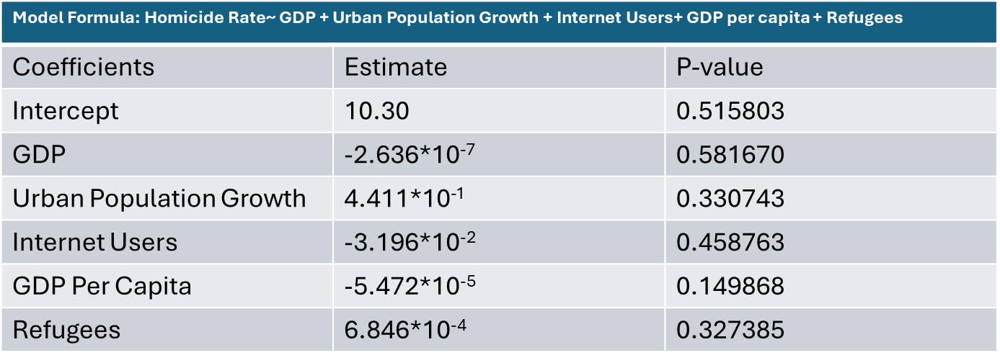 Model Formula: Homicide Rate~ GDP + Urban Population Growth + Internet Users+ GDP per capita + Refugees
Coefficients Estimate P-value
Intercept 10.30 0.515803
GDP -2.636*10⁻⁷ 0.581670
Urban Population Growth 4.411*10⁻¹ 0.330743
Internet Users -3.196*10⁻² 0.458763
GDP Per Capita -5.472*10⁻⁵ 0.149868
Refugees 6.846*10⁻⁴ 0.327385